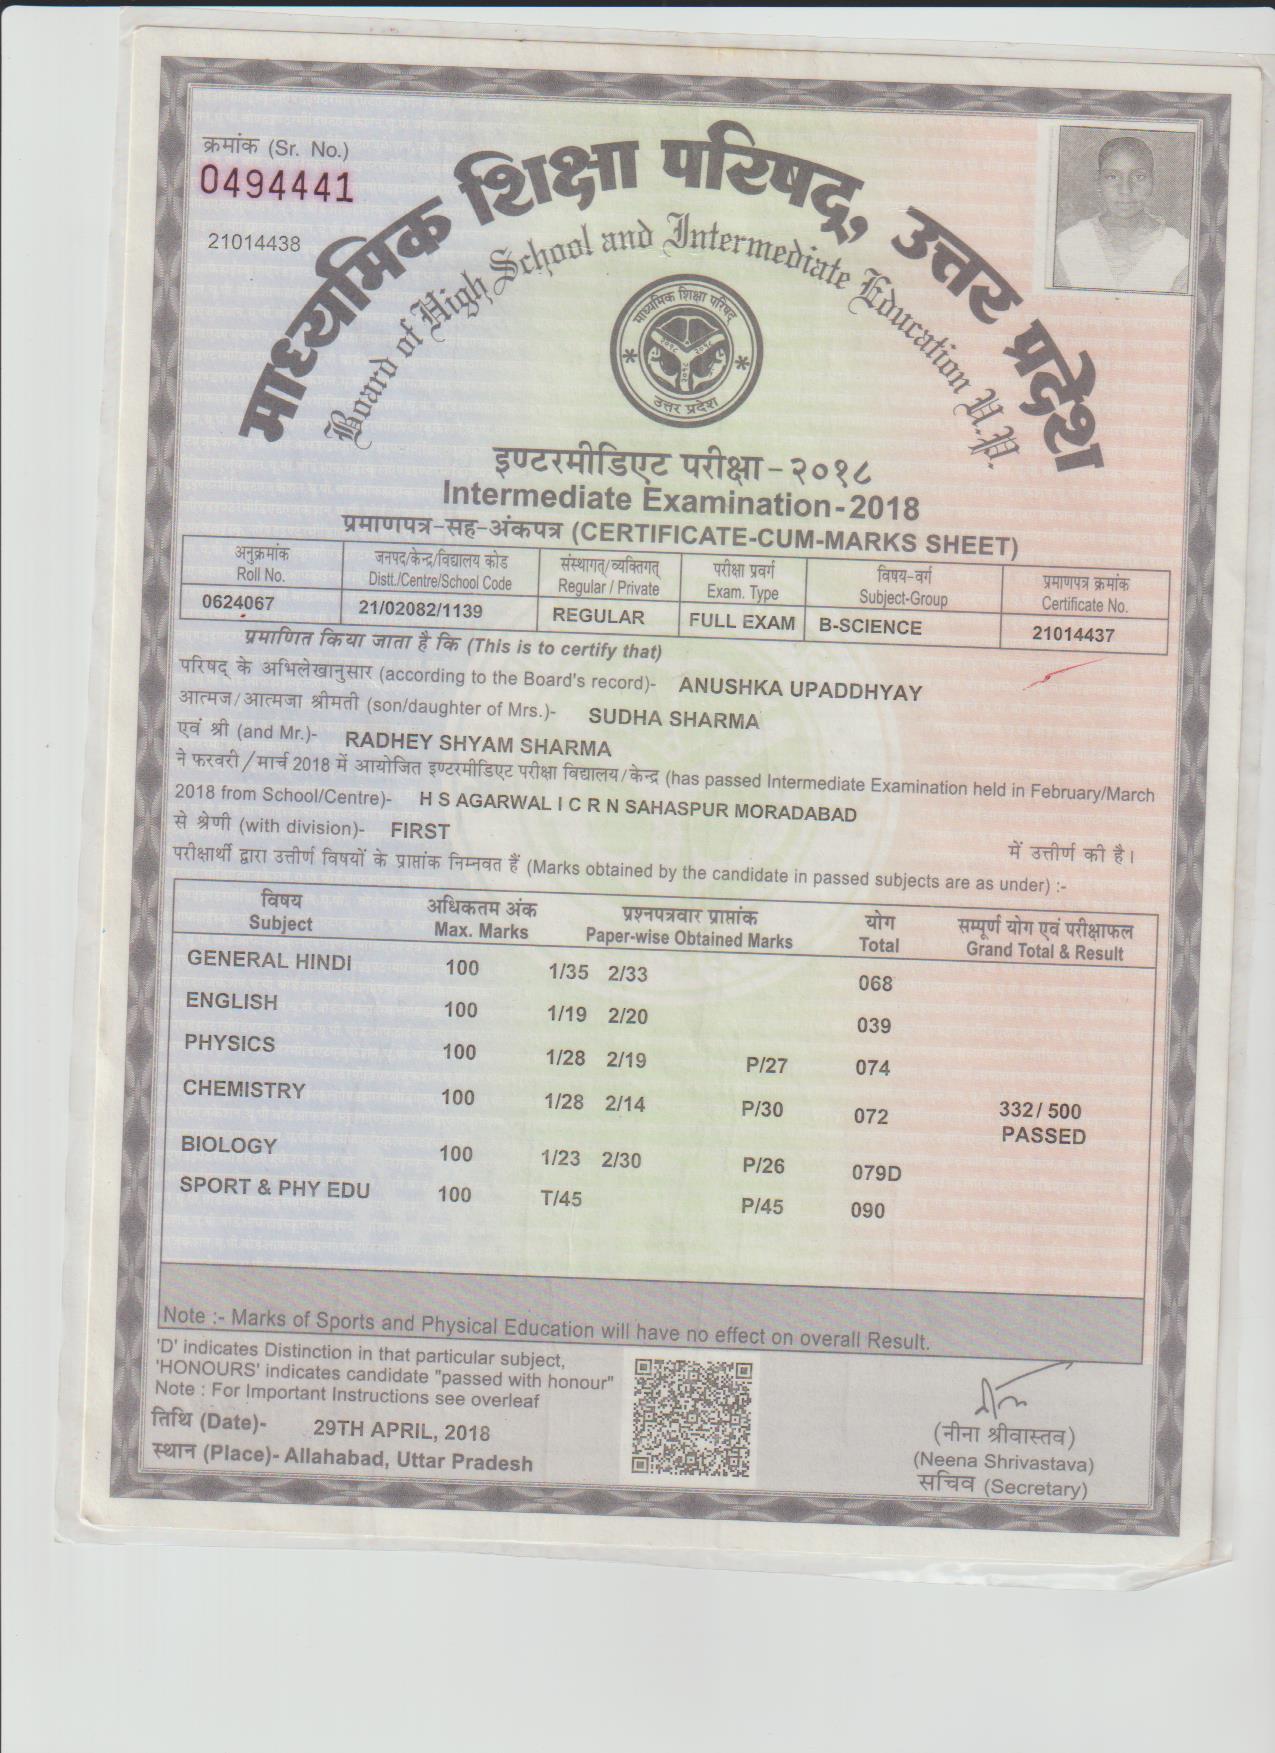 क्रमांक (Sr. No.)
0494441
21014438
माध्यमिक शिक्षा परिषद्, उत्तर प्रदेश
Board of High School and Intermediate Education U.P.
माध्यमिक शिक्षा परिषद्
२०१८ २०१८
२०१८
उत्तर प्रदेश
इण्टरमीडिएट परीक्षा-२०१८
Intermediate Examination-2018
प्रमाणपत्र-सह-अंकपत्र (CERTIFICATE-CUM-MARKS SHEET)
अनुक्रमांक जनपद/केन्द्र/विद्यालय कोड संस्थागत्/व्यक्तिगत् परीक्षा प्रवर्ग विषय-वर्ग प्रमाणपत्र क्रमांक
Roll No. Distt./Centre/School Code Regular / Private Exam. Type Subject-Group Certificate No.
0624067 21/02082/1139 REGULAR FULL EXAM B-SCIENCE 21014437
प्रमाणित किया जाता है कि (This is to certify that)
परिषद् के अभिलेखानुसार (according to the Board's record)- ANUSHKA UPADDHYAY
आत्मज/आत्मजा श्रीमती (son/daughter of Mrs.)- SUDHA SHARMA
एवं श्री (and Mr.)- RADHEY SHYAM SHARMA
ने फरवरी/मार्च 2018 में आयोजित इण्टरमीडिएट परीक्षा विद्यालय/केन्द्र (has passed Intermediate Examination held in February/March
2018 from School/Centre)- H S AGARWAL I C R N SAHASPUR MORADABAD
से श्रेणी (with division)- FIRST में उत्तीर्ण की है।
परीक्षार्थी द्वारा उत्तीर्ण विषयों के प्राप्तांक निम्नवत हैं (Marks obtained by the candidate in passed subjects are as under) :-
विषय अधिकतम अंक प्रश्नपत्रवार प्राप्तांक योग सम्पूर्ण योग एवं परीक्षाफल
Subject Max. Marks Paper-wise Obtained Marks Total Grand Total & Result
GENERAL HINDI 100 1/35 2/33 068
ENGLISH 100 1/19 2/20 039
PHYSICS 100 1/28 2/19 P/27 074
CHEMISTRY 100 1/28 2/14 P/30 072 332/ 500
PASSED
BIOLOGY 100 1/23 2/30 P/26 079D
SPORT & PHY EDU 100 T/45 P/45 090
Note :- Marks of Sports and Physical Education will have no effect on overall Result.
'D' indicates Distinction in that particular subject,
'HONOURS' indicates candidate "passed with honour"
Note : For Important Instructions see overleaf
तिथि (Date)- 29TH APRIL, 2018
स्थान (Place)- Allahabad, Uttar Pradesh
(नीना श्रीवास्तव)
(Neena Shrivastava)
सचिव (Secretary)